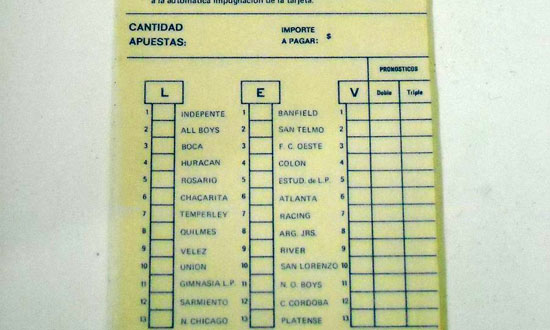 a la automática impugnación de la tarjeta.
CANTIDAD APUESTAS: IMPORTE A PAGAR: $
PRONOSTICOS
L E V Doble Triple
1 INDEPENTE 1 BANFIELD 1
2 ALL BOYS 2 SAN TELMO 2
3 BOCA 3 F. C. OESTE 3
4 HURACAN 4 COLON 4
5 ROSARIO 5 ESTUD. de L.P. 5
6 CHACARITA 6 ATLANTA 6
7 TEMPERLEY 7 RACING 7
8 QUILMES 8 ARG. JRS. 8
9 VELEZ 9 RIVER 9
10 UNION 10 SAN LORENZO 10
11 GIMNASIA L.P. 11 N. O. BOYS 11
12 SARMIENTO 12 C. CORDOBA 12
13 N. CHICAGO 13 PLATENSE 13